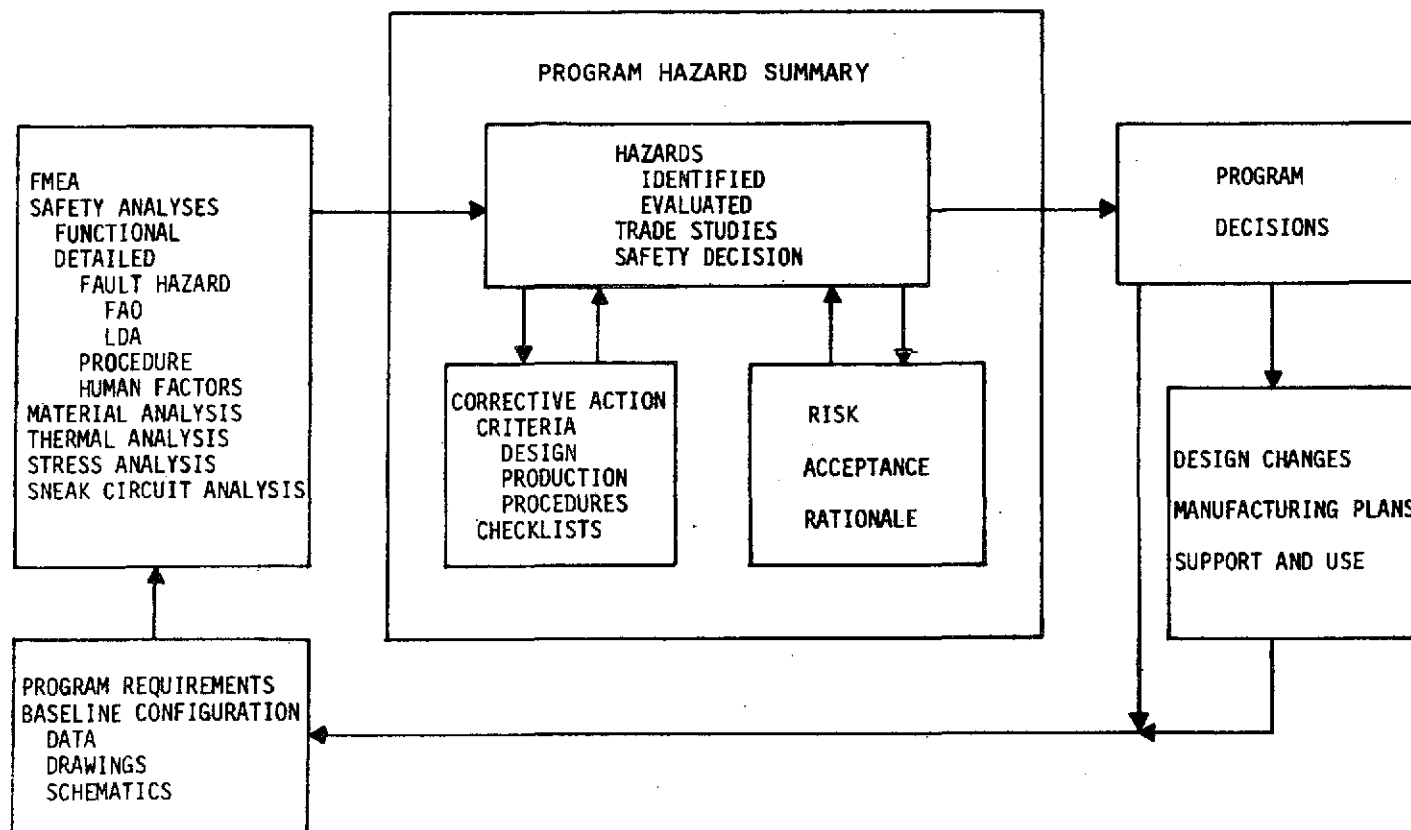 PROGRAM HAZARD SUMMARY
FMEA
SAFETY ANALYSES
FUNCTIONAL
DETAILED
FAULT HAZARD
FAO
LDA
PROCEDURE
HUMAN FACTORS
MATERIAL ANALYSIS
THERMAL ANALYSIS
STRESS ANALYSIS
SNEAK CIRCUIT ANALYSIS
HAZARDS
IDENTIFIED
EVALUATED
TRADE STUDIES
SAFETY DECISION
CORRECTIVE ACTION
CRITERIA
DESIGN
PRODUCTION
PROCEDURES
CHECKLISTS
RISK
ACCEPTANCE
RATIONALE
PROGRAM
DECISIONS
DESIGN CHANGES
MANUFACTURING PLANS
SUPPORT AND USE
PROGRAM REQUIREMENTS
BASELINE CONFIGURATION
DATA
DRAWINGS
SCHEMATICS